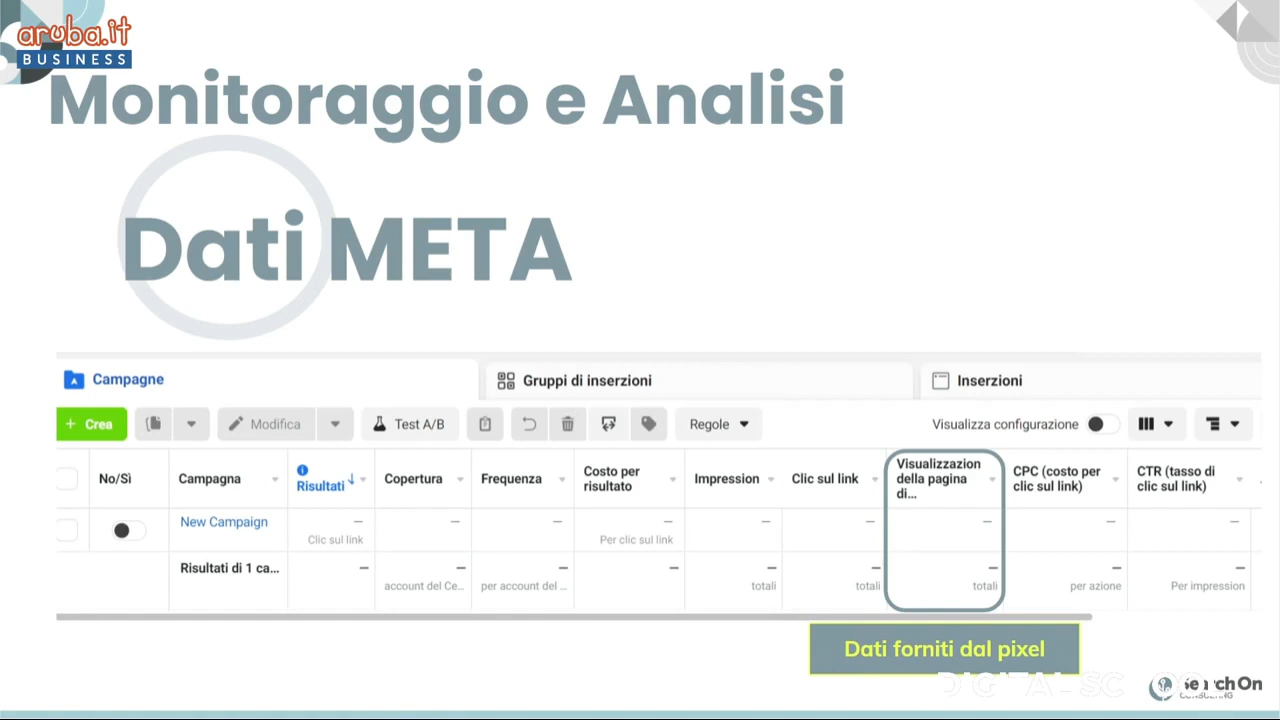 aruba.it
BUSINESS
Monitoraggio e Analisi
Dati META
Campagne
Gruppi di inserzioni
Inserzioni
+ Crea
Modifica
Test A/B
Regole
Visualizza configurazione
No/Sì
Campagna
Risultati ↓
Copertura
Frequenza
Costo per
risultato
Impression
Clic sul link
Visualizzazion
della pagina
di...
CPC (costo per
clic sul link)
CTR (tasso di
clic sul link)
New Campaign
—
Clic sul link
—
—
—
Per clic sul link
—
—
—
—
—
Risultati di 1 ca...
—
—
account del Ce...
—
per account del ...
—
—
totali
—
totali
—
totali
—
per azione
—
Per impression
Dati forniti dal pixel
DIGITAL SC
SearchOn
CONSULTING